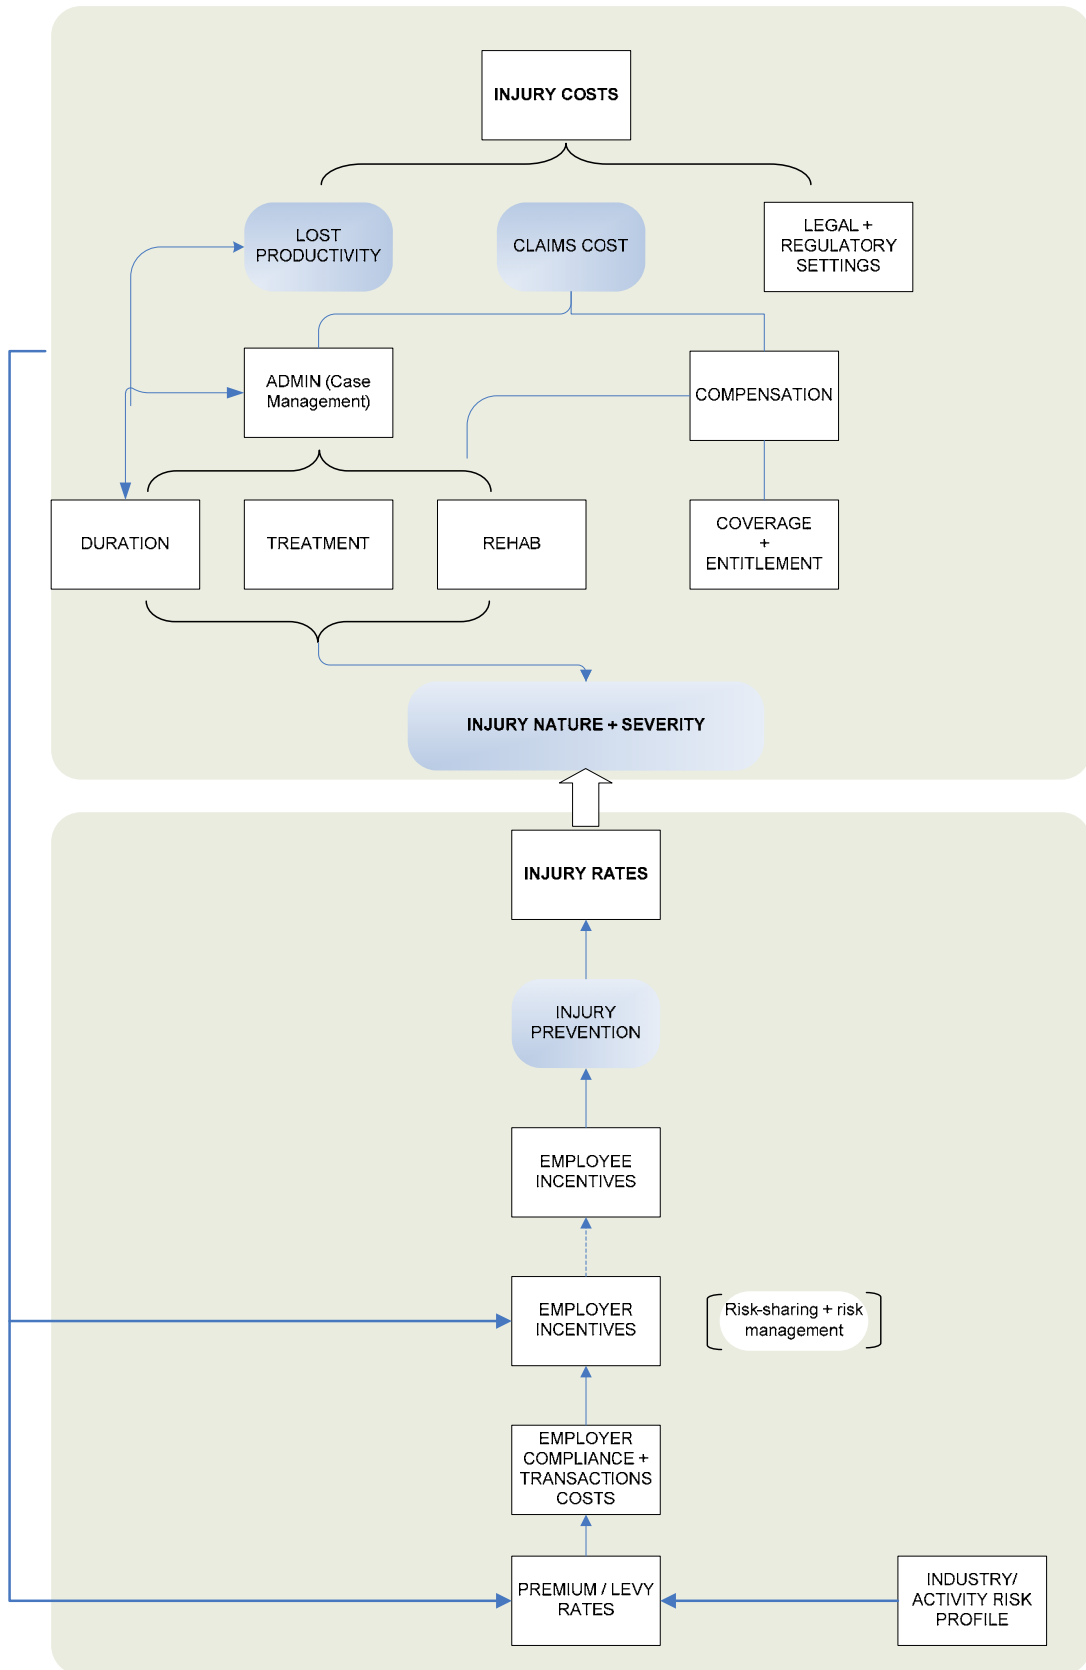 INJURY COSTS
LOST
PRODUCTIVITY
CLAIMS COST
LEGAL +
REGULATORY
SETTINGS
ADMIN (Case
Management)
COMPENSATION
DURATION
TREATMENT
REHAB
COVERAGE
+
ENTITLEMENT
INJURY NATURE + SEVERITY
INJURY RATES
INJURY
PREVENTION
EMPLOYEE
INCENTIVES
EMPLOYER
INCENTIVES
Risk-sharing + risk
management
EMPLOYER
COMPLIANCE +
TRANSACTIONS
COSTS
PREMIUM / LEVY
RATES
INDUSTRY/
ACTIVITY RISK
PROFILE